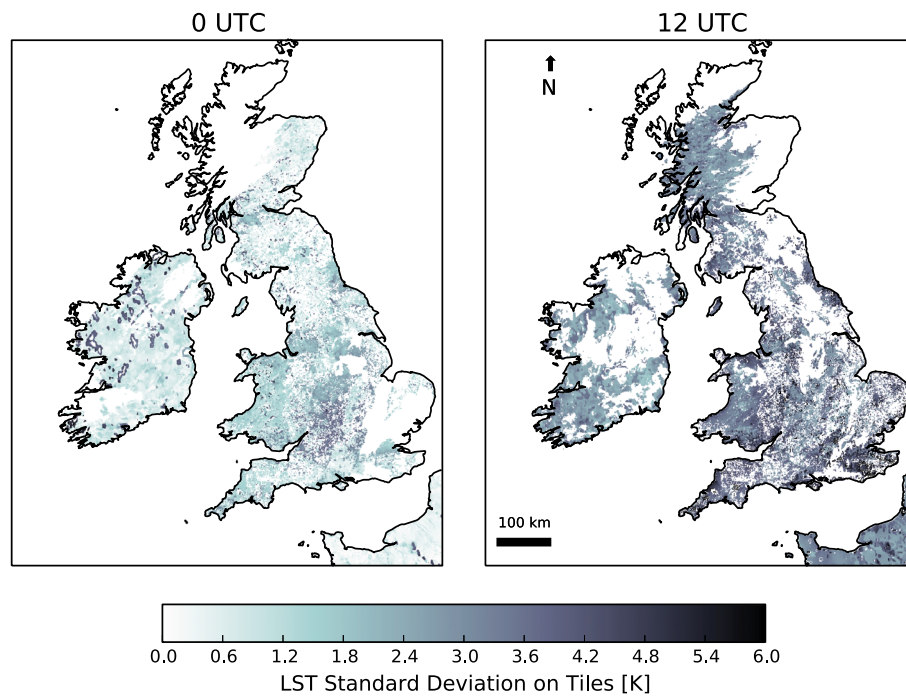 0 UTC
12 UTC
N
100 km
0.0 0.6 1.2 1.8 2.4 3.0 3.6 4.2 4.8 5.4 6.0
LST Standard Deviation on Tiles [K]